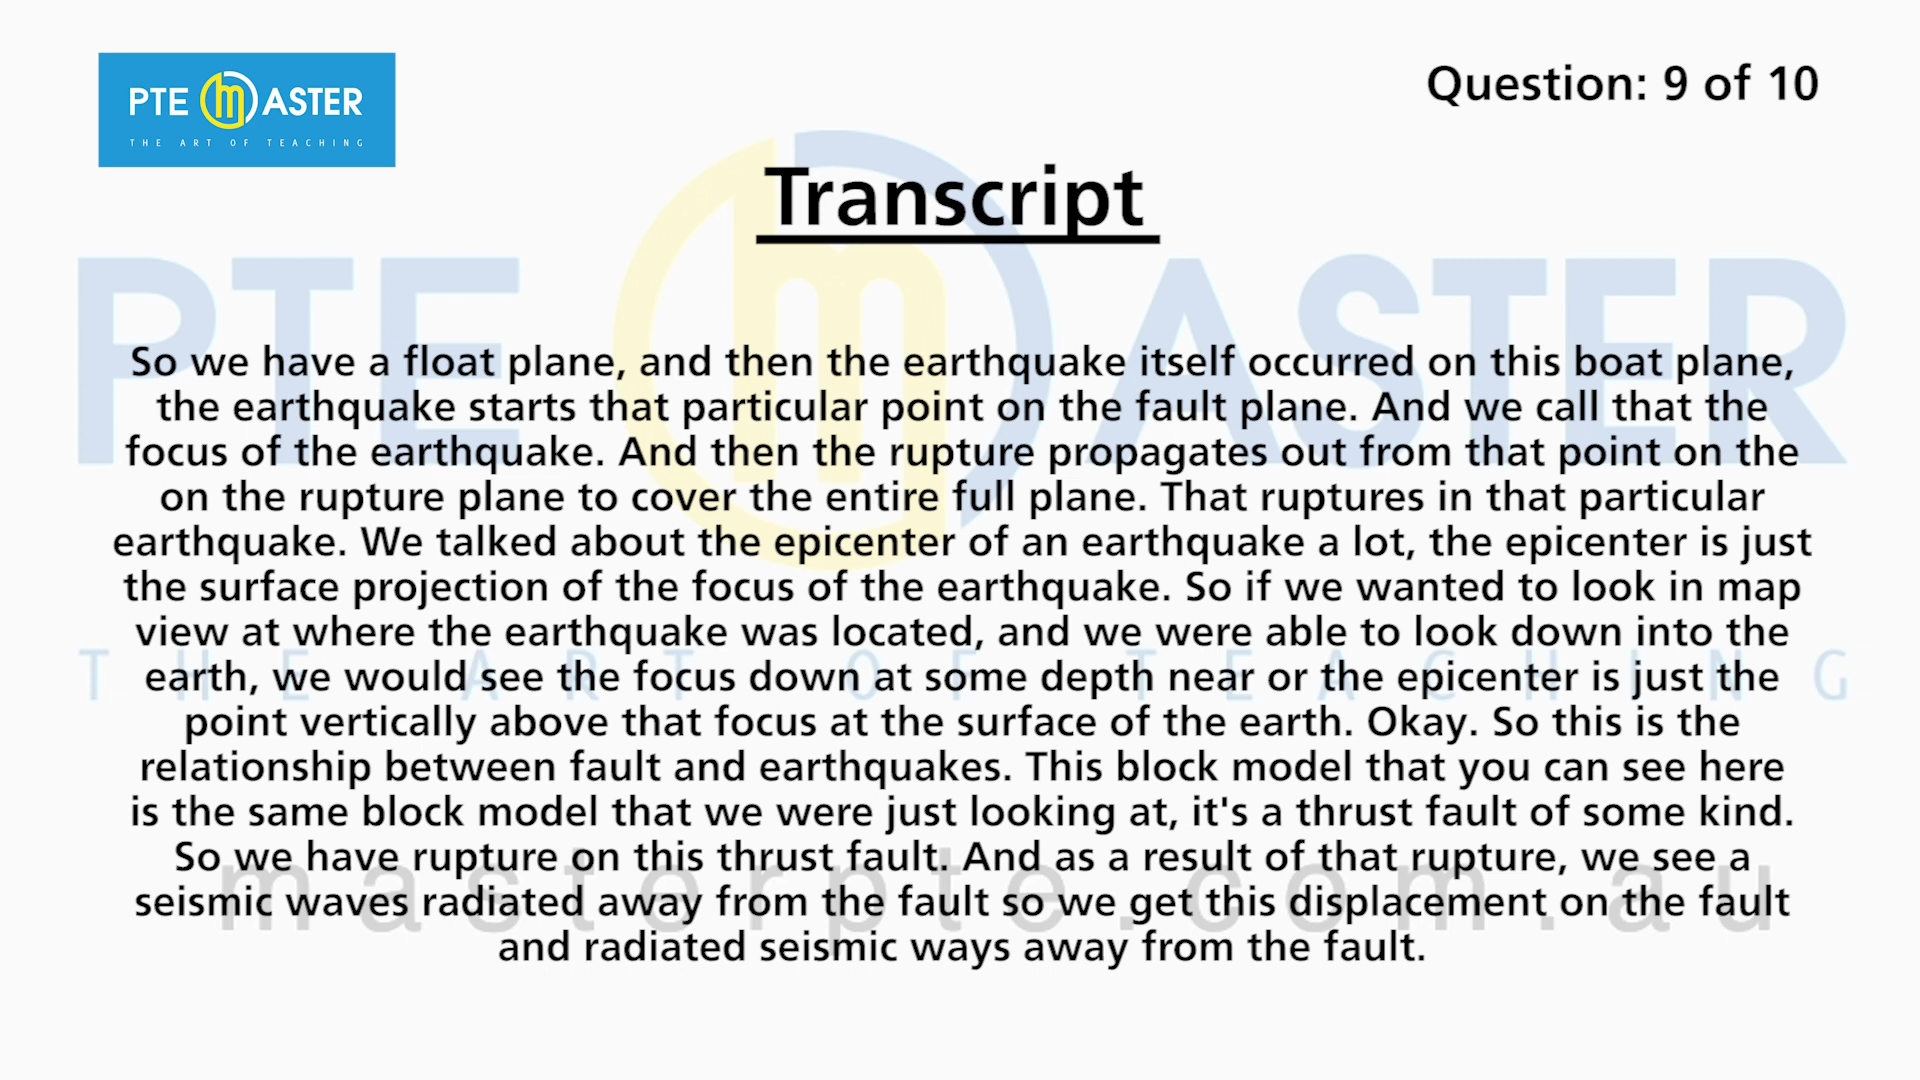 PTE MASTER
THE ART OF TEACHING
Question: 9 of 10
Transcript
So we have a float plane, and then the earthquake itself occurred on this boat plane,
the earthquake starts that particular point on the fault plane. And we call that the
focus of the earthquake. And then the rupture propagates out from that point on the
on the rupture plane to cover the entire full plane. That ruptures in that particular
earthquake. We talked about the epicenter of an earthquake a lot, the epicenter is just
the surface projection of the focus of the earthquake. So if we wanted to look in map
view at where the earthquake was located, and we were able to look down into the
earth, we would see the focus down at some depth near or the epicenter is just the
point vertically above that focus at the surface of the earth. Okay. So this is the
relationship between fault and earthquakes. This block model that you can see here
is the same block model that we were just looking at, it's a thrust fault of some kind.
So we have rupture on this thrust fault. And as a result of that rupture, we see a
seismic waves radiated away from the fault so we get this displacement on the fault
and radiated seismic ways away from the fault.
PTE MASTER
THE ART OF TEACHING
masterpte.com.au